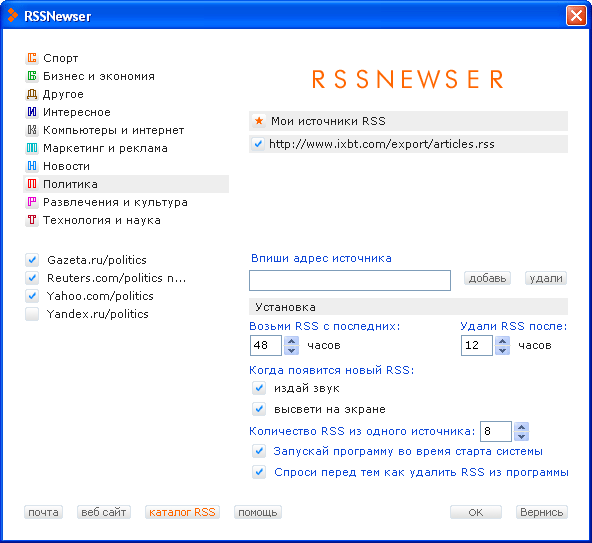 RSSNewser
С Спорт
Б Бизнес и экономия
Д Другое
И Интересное
К Компьютеры и интернет
М Маркетинг и реклама
Н Новости
П Политика
Р Развлечения и культура
Т Технология и наука
Gazeta.ru/politics
Reuters.com/politics n...
Yahoo.com/politics
Yandex.ru/politics
RSSNEWSER
Мои источники RSS
http://www.ixbt.com/export/articles.rss
Впиши адрес источника
добавь удали
Установка
Возьми RSS с последних: Удали RSS после:
48 часов 12 часов
Когда появится новый RSS:
издай звук
высвети на экране
Количество RSS из одного источника: 8
Запускай программу во время старта системы
Спроси перед тем как удалить RSS из программы
почта веб сайт каталог RSS помощь OK Вернись